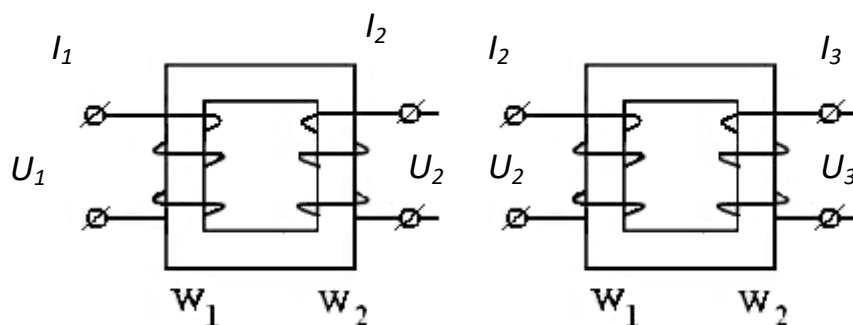 I₁ I₂ I₂ I₃
U₁ U₂ U₂ U₃
W₁ W₂ W₁ W₂